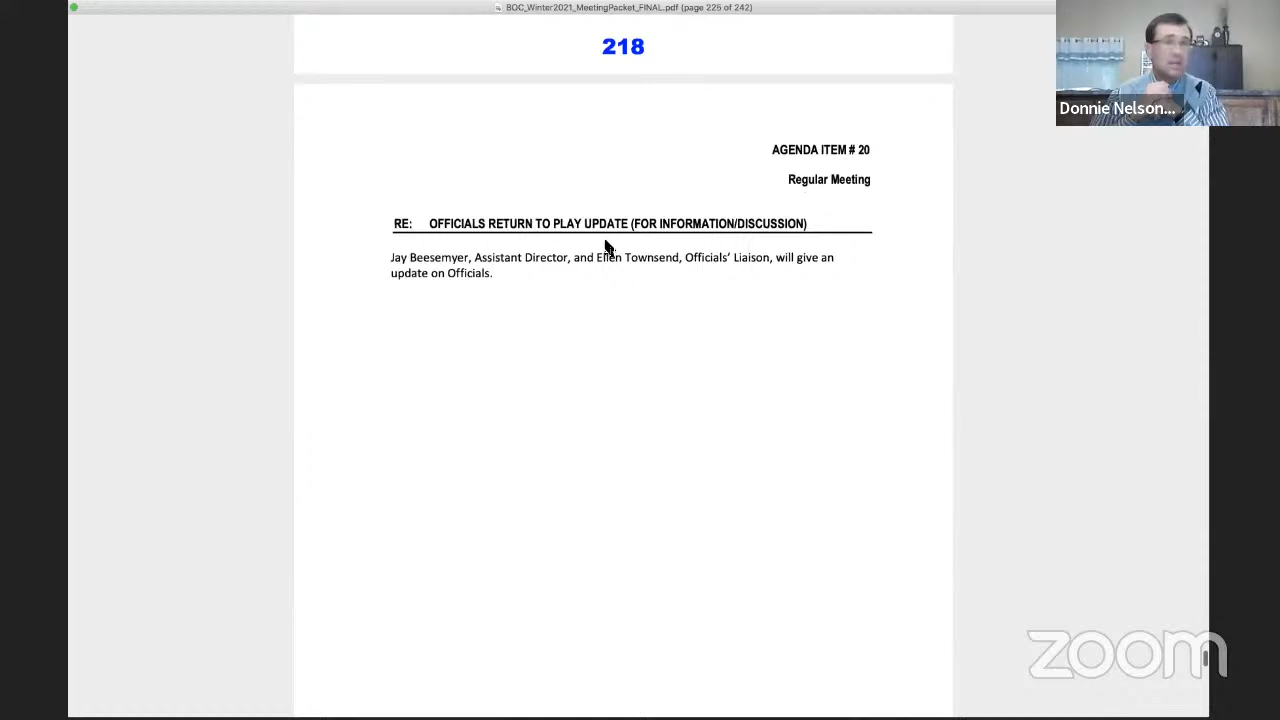 BOC_Winter2021_MeetingPacket_FINAL.pdf (page 225 of 242)
218
Donnie Nelson...
AGENDA ITEM # 20
Regular Meeting
RE: OFFICIALS RETURN TO PLAY UPDATE (FOR INFORMATION/DISCUSSION)
Jay Beesemyer, Assistant Director, and Ellen Townsend, Officials’ Liaison, will give an
update on Officials.
zoom